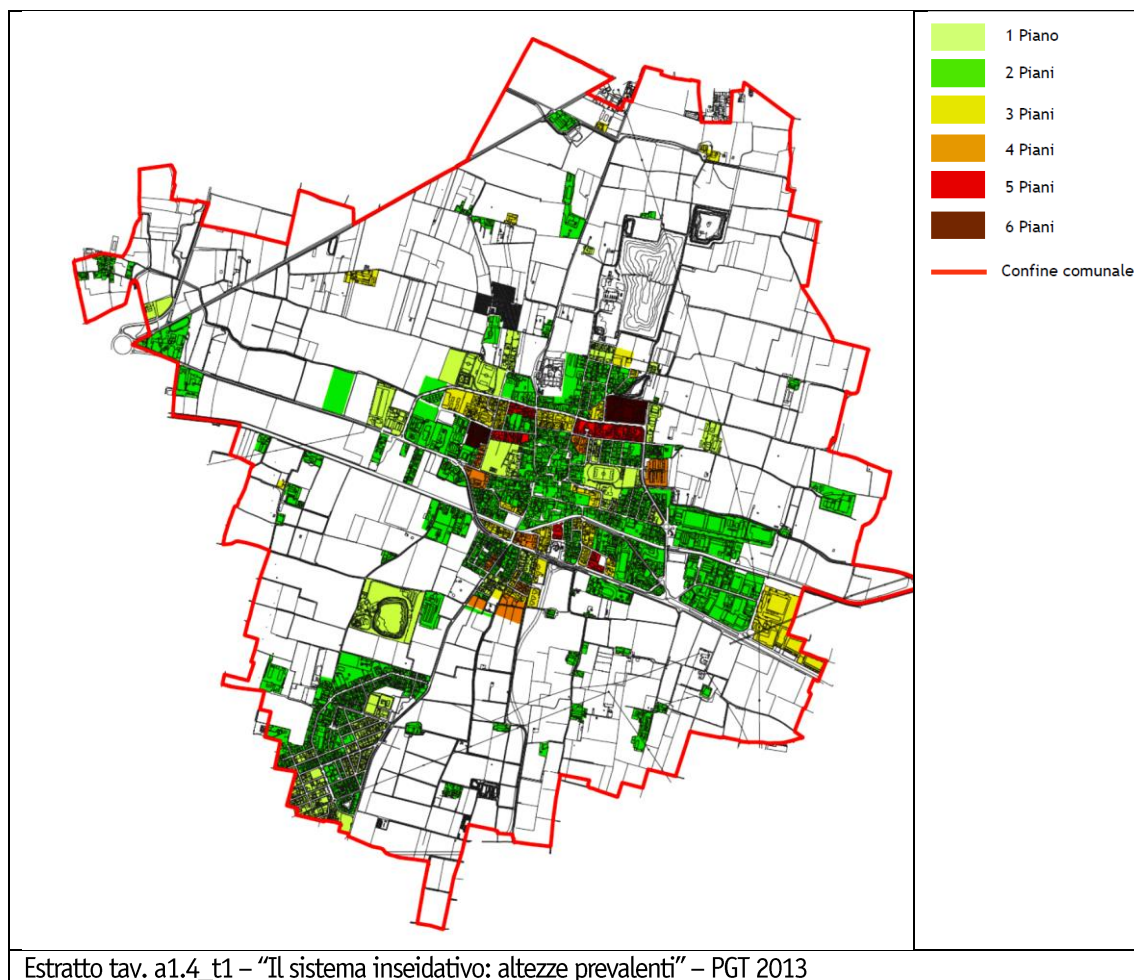 1 Piano
2 Piani
3 Piani
4 Piani
5 Piani
6 Piani
Confine comunale
Estratto tav. a1.4_t1 – “Il sistema inseidativo: altezze prevalenti” – PGT 2013